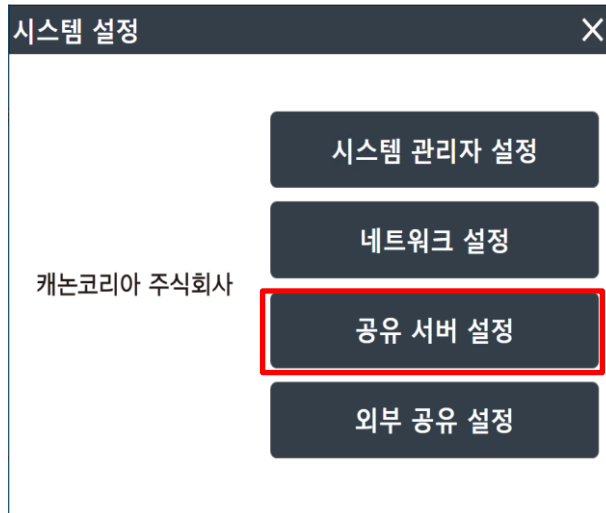 시스템 설정
시스템 관리자 설정
네트워크 설정
캐논코리아 주식회사
공유 서버 설정
외부 공유 설정